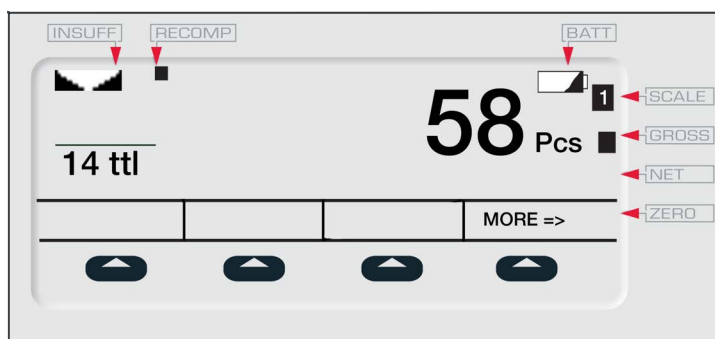 INSUFF RECOMP BATT
1 SCALE
58 Pcs GROSS
14 ttl
NET
MORE => ZERO